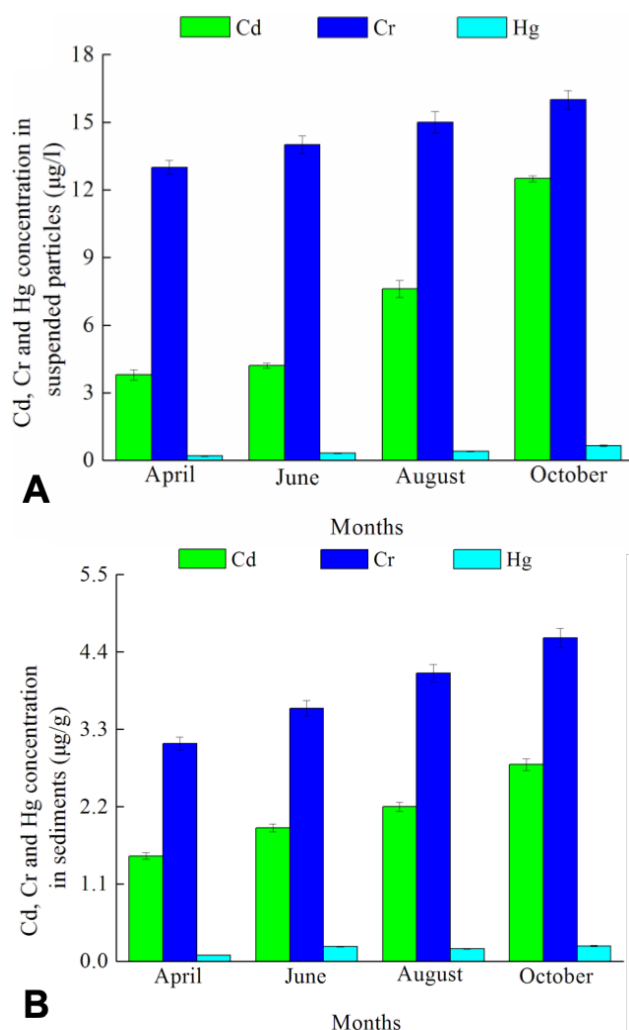 Cd Cr Hg
Cd, Cr and Hg concentration in
suspended particles (μg/l)
18
15
12
9
6
3
0
April June August October
A
Months
Cd Cr Hg
Cd, Cr and Hg concentration
in sediments (μg/g)
5.5
4.4
3.3
2.2
1.1
0.0
April June August October
B
Months